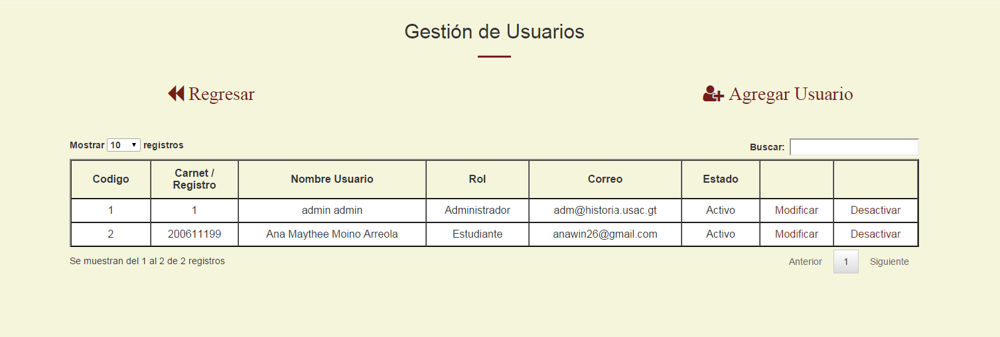 Gestión de Usuarios
Regresar
Agregar Usuario
Mostrar 10 registros
Buscar:
Codigo Carnet / Registro Nombre Usuario Rol Correo Estado
1 1 admin admin Administrador adm@historia.usac.gt Activo Modificar Desactivar
2 200611199 Ana Maythee Moino Arreola Estudiante anawin26@gmail.com Activo Modificar Desactivar
Se muestran del 1 al 2 de 2 registros
Anterior 1 Siguiente